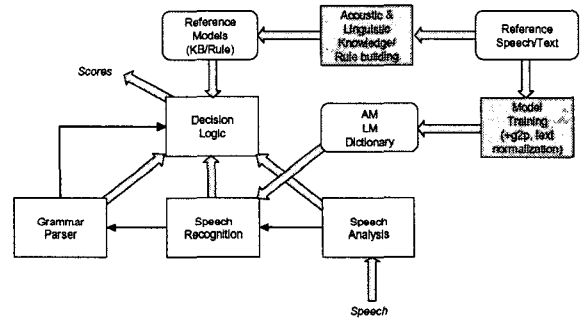 Reference
Models
(KB/Rule)
Acoustic &
Linguistic
Knowledge/
Rule building
Reference
Speech/Text
Scores
Decision
Logic
AM
LM
Dictionary
Model
Training
(+g2p, text
normalization)
Grammar
Parser
Speech
Recognition
Speech
Analysis
Speech